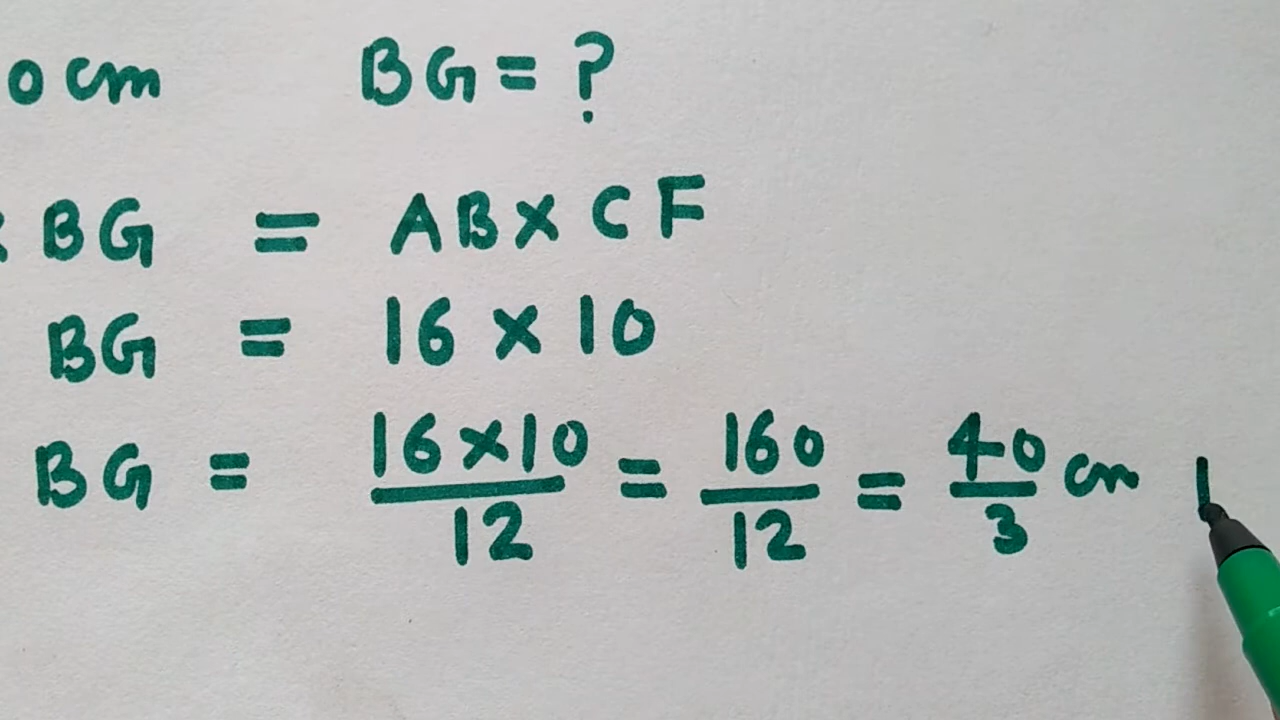 0 cm BG = ?
× BG = AB × CF
BG = 16 × 10
BG = 16 × 10 / 12 = 160 / 12 = 40 / 3 cm